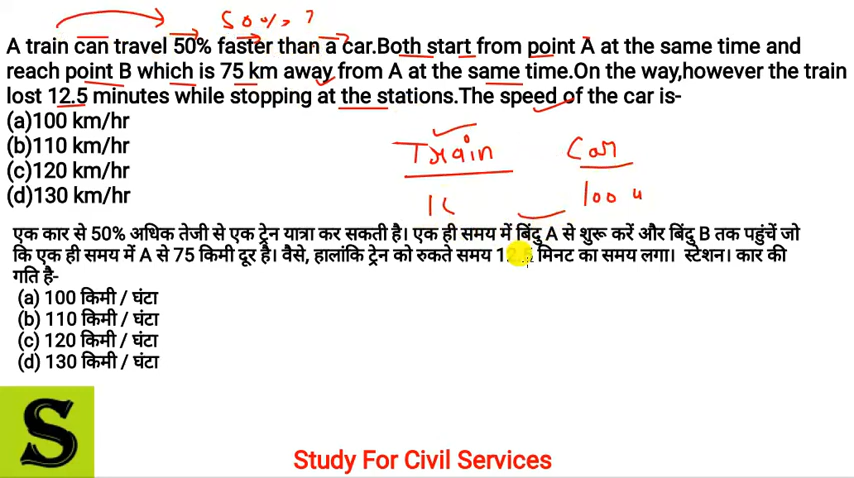 50% ?
A train can travel 50% faster than a car.Both start from point A at the same time and
reach point B which is 75 km away from A at the same time.On the way,however the train
lost 12.5 minutes while stopping at the stations.The speed of the car is-
(a)100 km/hr
(b)110 km/hr
(c)120 km/hr
(d)130 km/hr
Train Car
100
एक कार से 50% अधिक तेजी से एक ट्रेन यात्रा कर सकती है। एक ही समय में बिंदु A से शुरू करें और बिंदु B तक पहुंचें जो
कि एक ही समय में A से 75 किमी दूर है। वैसे, हालांकि ट्रेन को रुकते समय 12.5 मिनट का समय लगा। स्टेशन। कार की
गति है-
(a) 100 किमी / घंटा
(b) 110 किमी / घंटा
(c) 120 किमी / घंटा
(d) 130 किमी / घंटा
S
Study For Civil Services